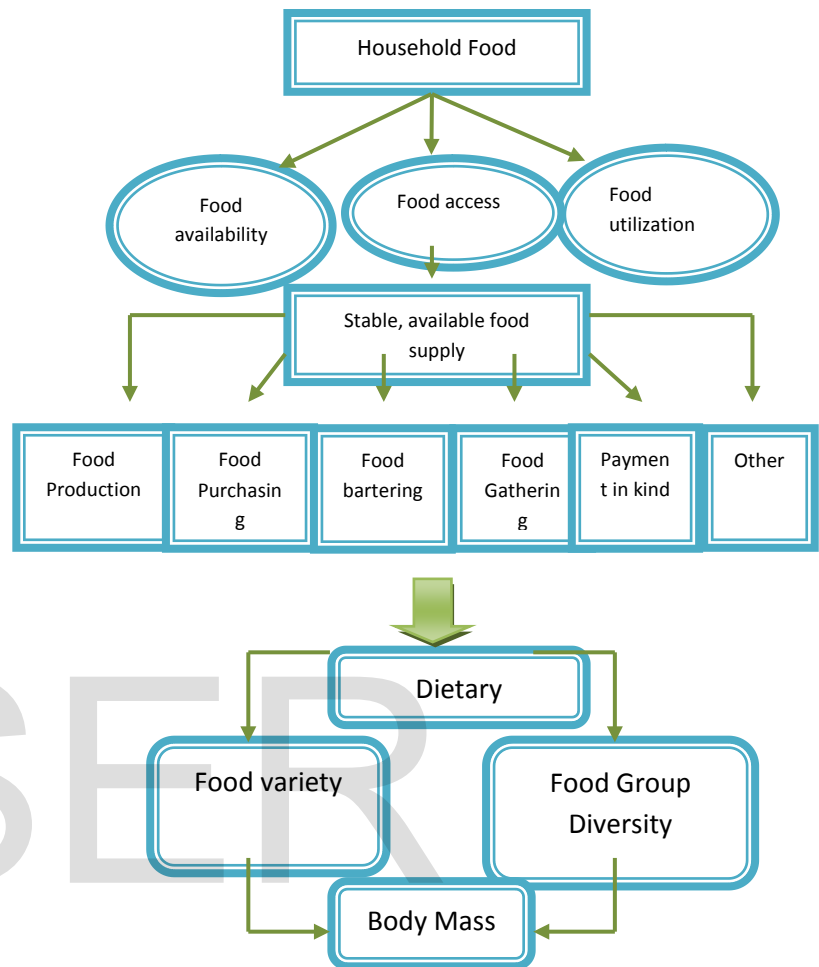 Household Food
Food
availability
Food access
Food
utilization
Stable, available food
supply
Food
Production
Food
Purchasin
g
Food
bartering
Food
Gatherin
g
Paymen
t in kind
Other
Dietary
Food variety
Food Group
Diversity
Body Mass
SER